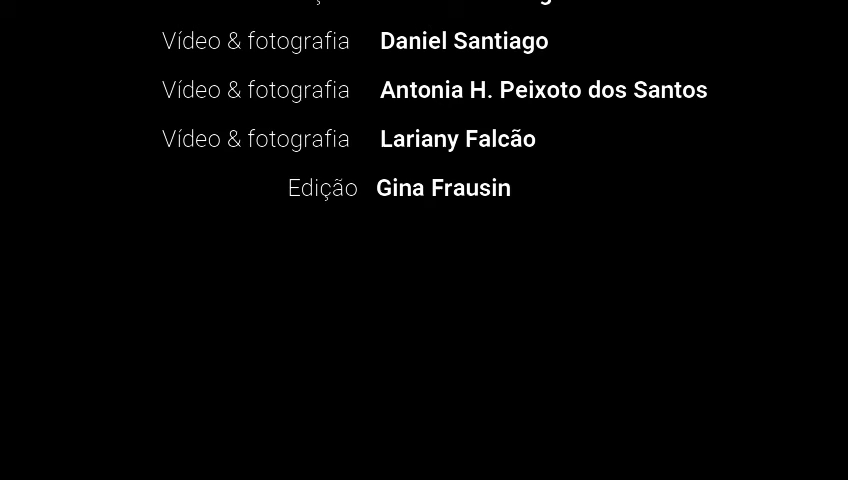 Vídeo & fotografia Daniel Santiago
Vídeo & fotografia Antonia H. Peixoto dos Santos
Vídeo & fotografia Lariany Falcão
Edição Gina Frausin